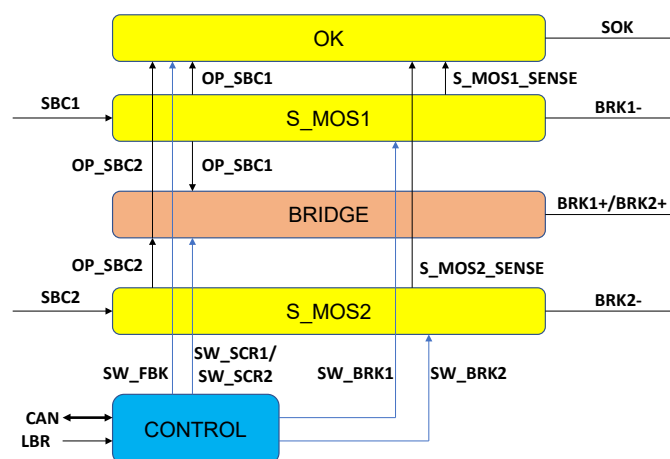 OK
SOK
OP_SBC1
S_MOS1_SENSE
SBC1
S_MOS1
BRK1-
OP_SBC2
OP_SBC1
BRIDGE
BRK1+/BRK2+
OP_SBC2
S_MOS2_SENSE
SBC2
S_MOS2
BRK2-
SW_FBK
SW_SCR1/
SW_SCR2
SW_BRK1
SW_BRK2
CAN
CONTROL
LBR